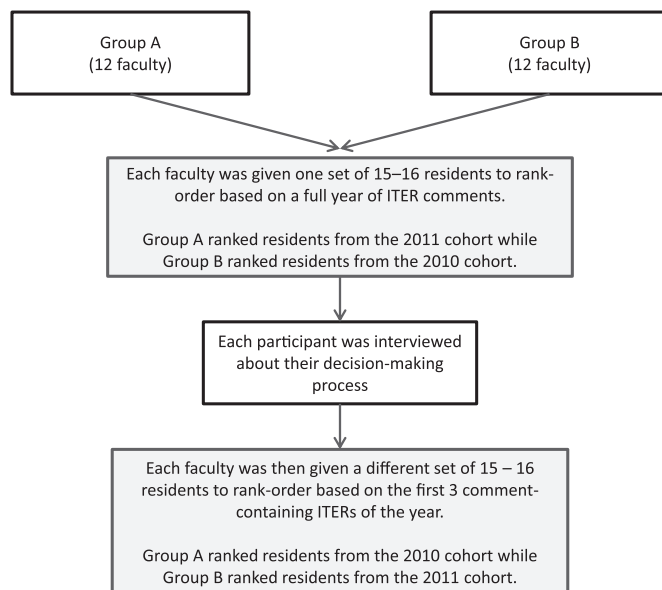 Group A
(12 faculty)
Group B
(12 faculty)
Each faculty was given one set of 15–16 residents to rank-
order based on a full year of ITER comments.
Group A ranked residents from the 2011 cohort while
Group B ranked residents from the 2010 cohort.
Each participant was interviewed
about their decision-making
process
Each faculty was then given a different set of 15 – 16
residents to rank-order based on the first 3 comment-
containing ITERs of the year.
Group A ranked residents from the 2010 cohort while
Group B ranked residents from the 2011 cohort.